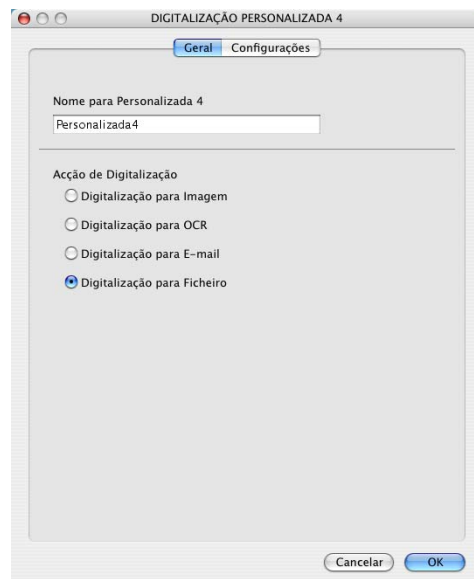 DIGITALIZAÇÃO PERSONALIZADA 4
Geral Configurações
Nome para Personalizada 4
Personalizada4
Acção de Digitalização
Digitalização para Imagem
Digitalização para OCR
Digitalização para E-mail
Digitalização para Ficheiro
Cancelar OK